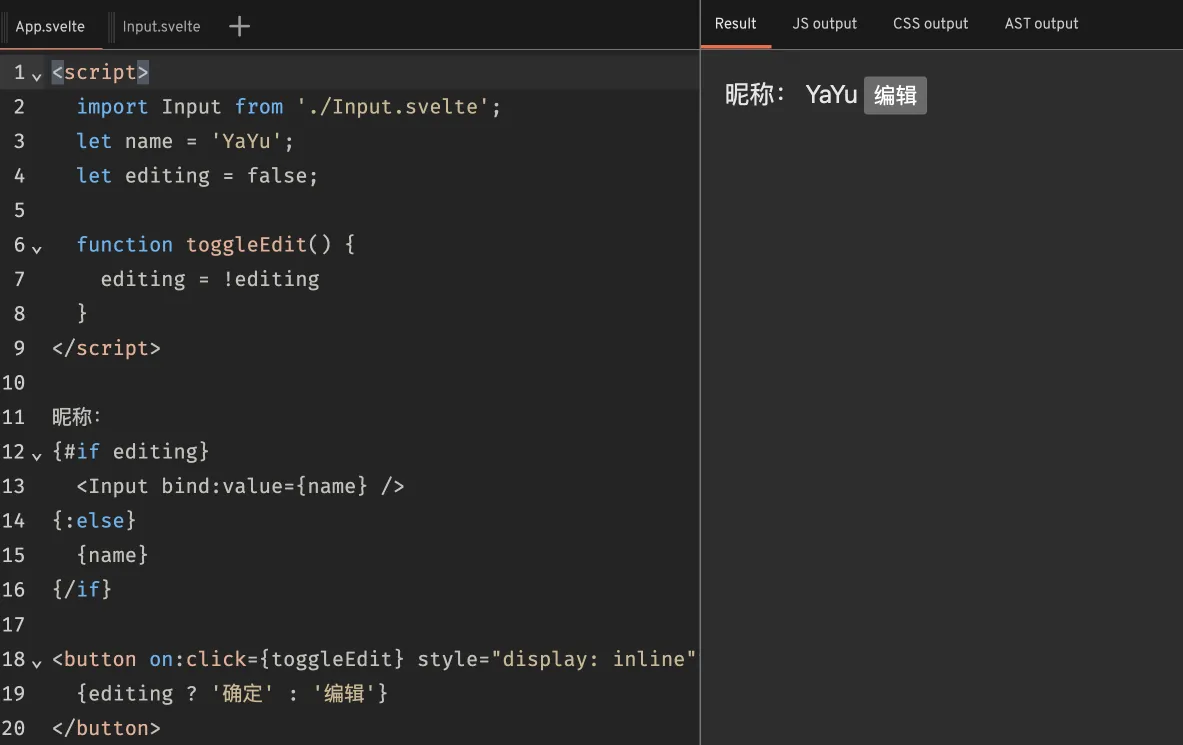 App.svelte Input.svelte +
1 <script>
2 import Input from './Input.svelte';
3 let name = 'YaYu';
4 let editing = false;
5
6 function toggleEdit() {
7 editing = !editing
8 }
9 </script>
10
11 昵称：
12 {#if editing}
13 <Input bind:value={name} />
14 {:else}
15 {name}
16 {/if}
17
18 <button on:click={toggleEdit} style="display: inline"
19 {editing ? '确定' : '编辑'}
20 </button>
Result JS output CSS output AST output
昵称： YaYu 编辑